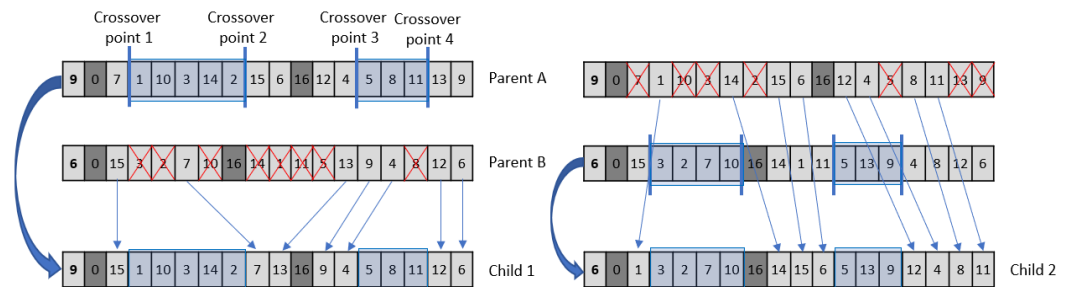 Crossover point 1
Crossover point 2
Crossover point 3
Crossover point 4
9 0 7 1 10 3 14 2 15 6 16 12 4 5 8 11 13 9
Parent A
9 0 7 1 10 3 14 2 15 6 16 12 4 5 8 11 13 9
6 0 15 3 2 7 10 16 14 1 11 5 13 9 4 8 12 6
Parent B
6 0 15 3 2 7 10 16 14 1 11 5 13 9 4 8 12 6
9 0 15 1 10 3 14 2 7 13 16 9 4 5 8 11 12 6
Child 1
6 0 1 3 2 7 10 16 14 15 6 5 13 9 12 4 8 11
Child 2